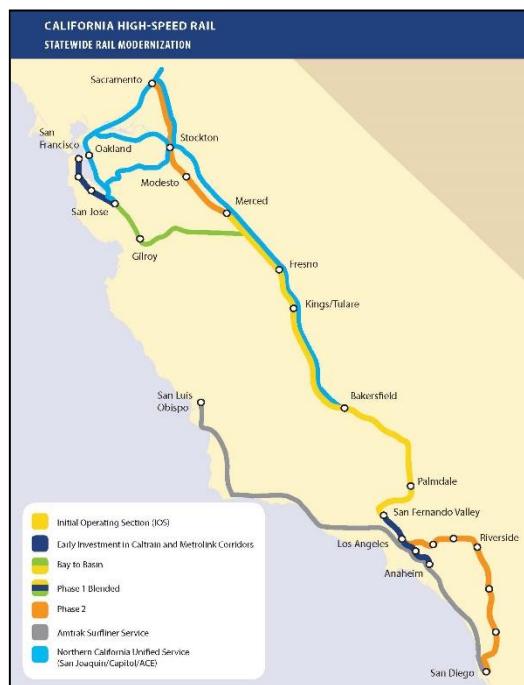 CALIFORNIA HIGH-SPEED RAIL
STATEWIDE RAIL MODERNIZATION
Sacramento
San
Francisco
Oakland
Stockton
Modesto
Merced
San Jose
Gilroy
Fresno
Kings/Tulare
San Luis
Obispo
Bakersfield
Palmdale
San Fernando Valley
Los Angeles
Riverside
Anaheim
San Diego
Initial Operating Section (IOS)
Early Investment in Caltrain and Metrolink Corridors
Bay to Basin
Phase 1 Blended
Phase 2
Amtrak Surfliner Service
Northern California Unified Service
(San Joaquin/Capitol/ACE)